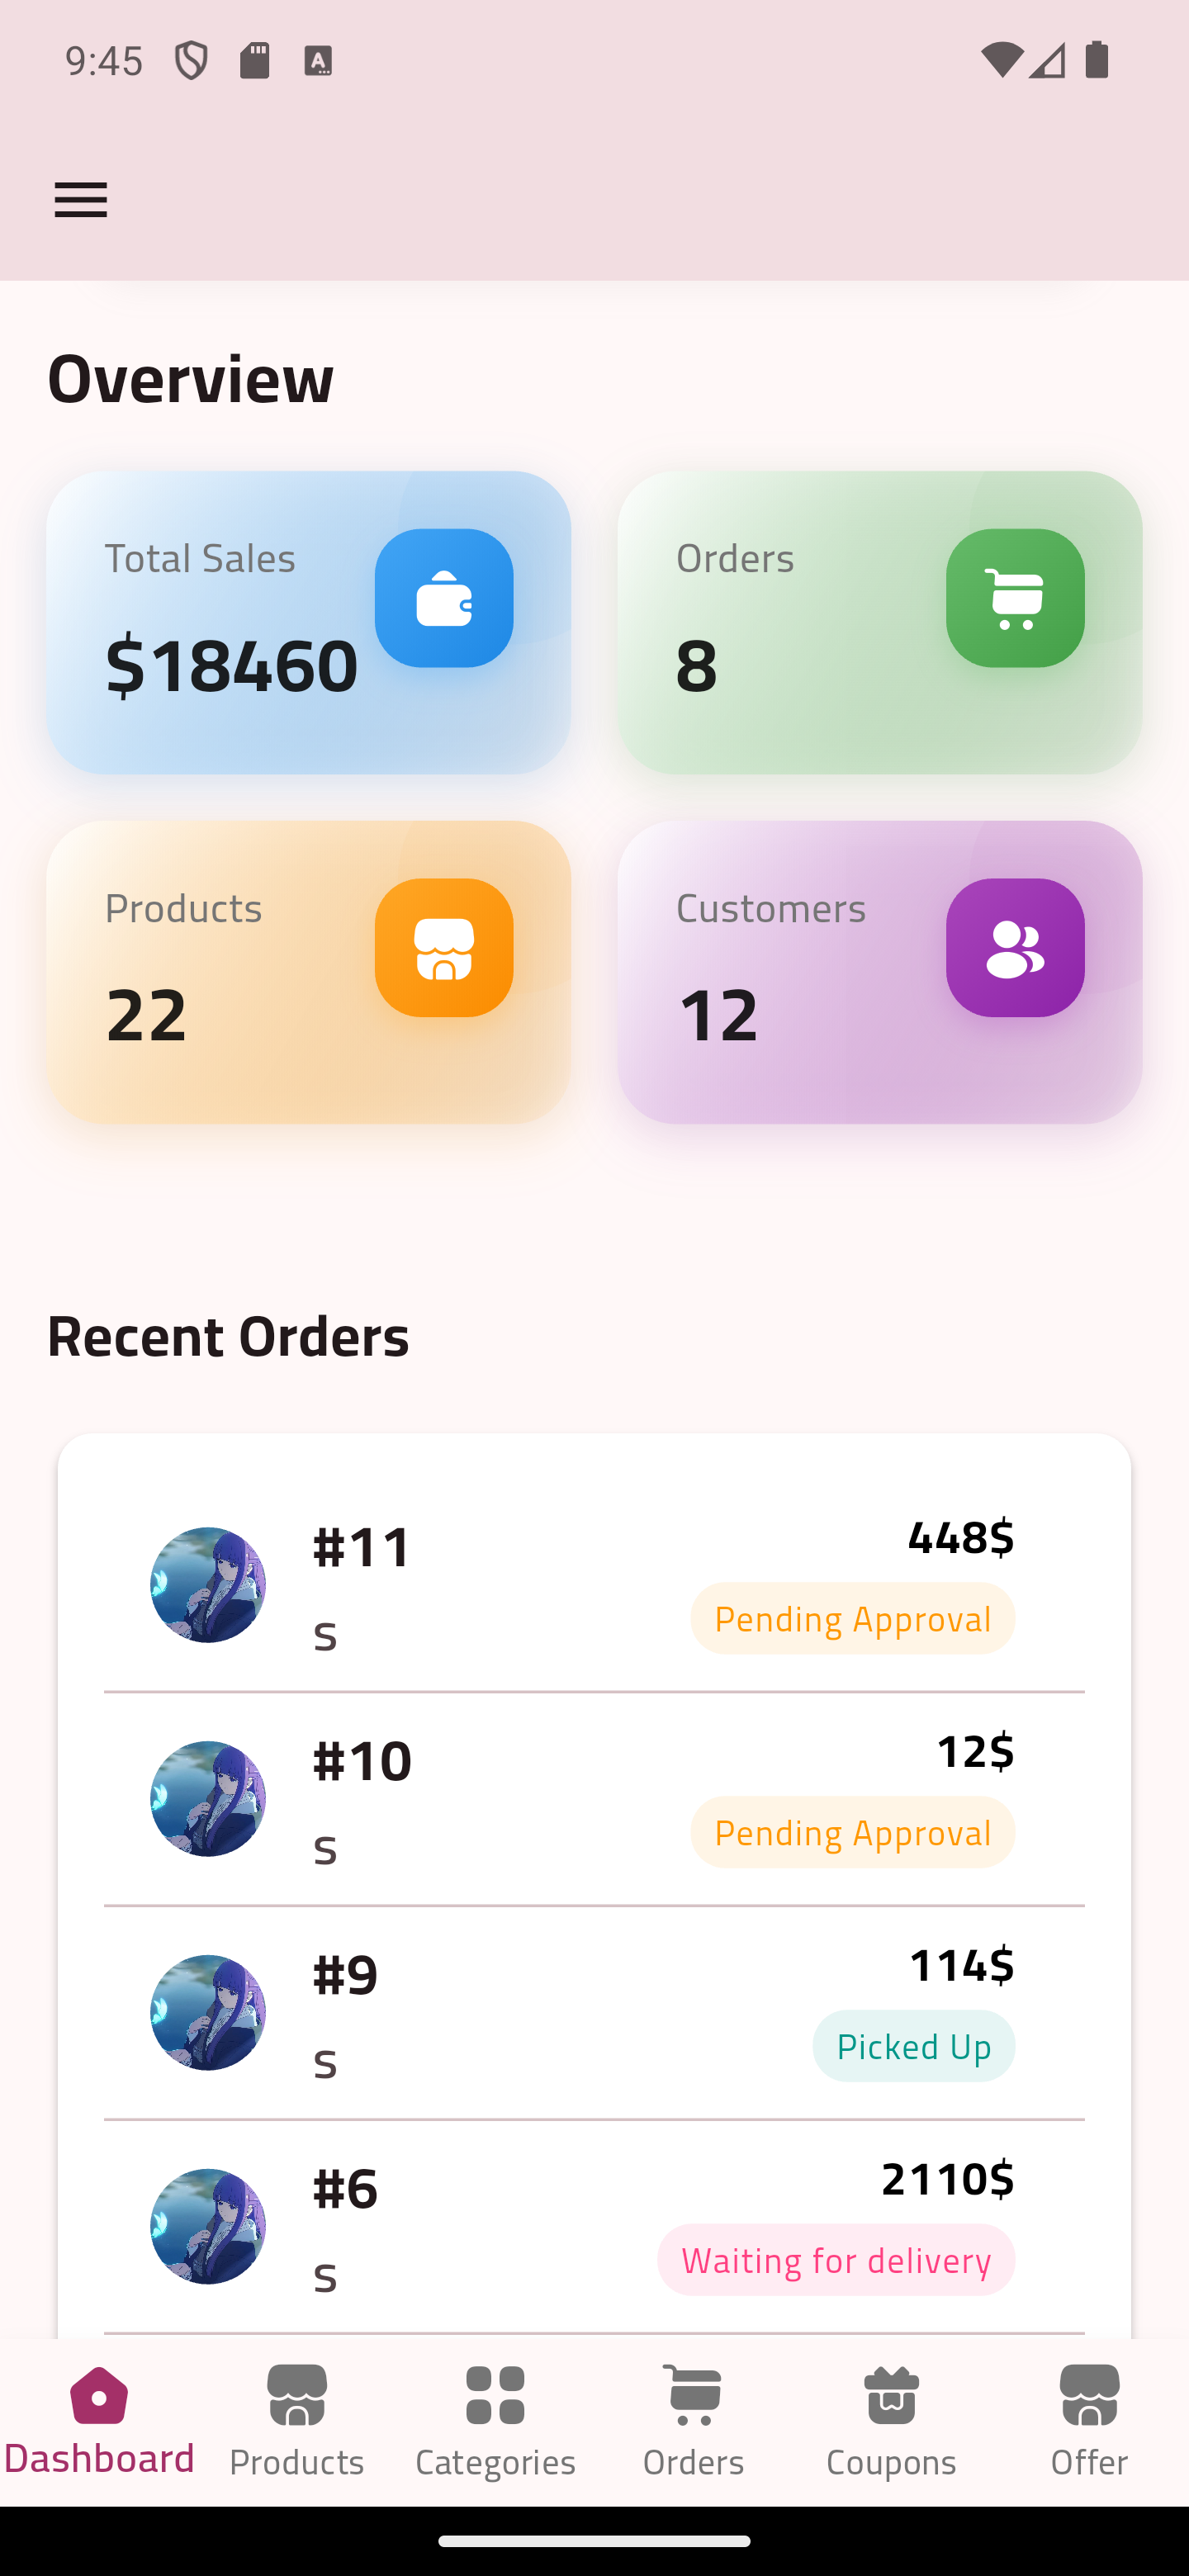 9:45
Overview
Total Sales
$18460
Orders
8
Products
22
Customers
12
Recent Orders
#11
448$
s
Pending Approval
#10
12$
s
Pending Approval
#9
114$
s
Picked Up
#6
2110$
s
Waiting for delivery
Dashboard Products Categories Orders Coupons Offer